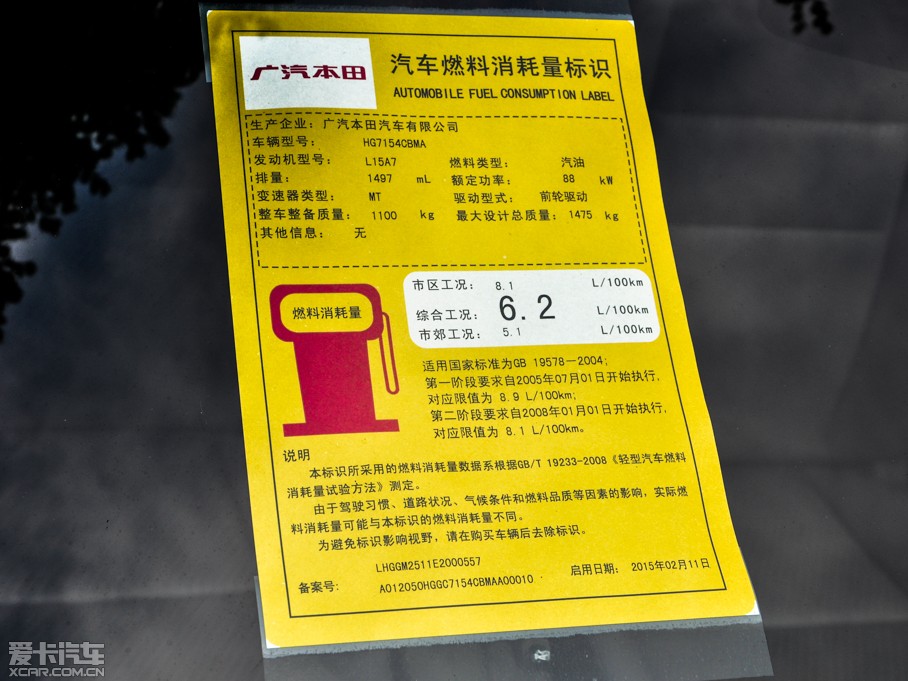 广汽本田
汽车燃料消耗量标识
AUTOMOBILE FUEL CONSUMPTION LABEL
生产企业: 广汽本田汽车有限公司
车辆型号: HG7154CBMA
发动机型号: L15A7 燃料类型: 汽油
排量: 1497 mL 额定功率: 88 kW
变速器类型: MT 驱动型式: 前轮驱动
整车整备质量: 1100 kg 最大设计总质量: 1475 kg
其他信息: 无
燃料消耗量
市区工况: 8.1 L/100km
综合工况: 6.2 L/100km
市郊工况: 5.1 L/100km
适用国家标准为GB 19578—2004;
第一阶段要求自2005年07月01日开始执行,
对应限值为 8.9 L/100km;
第二阶段要求自2008年01月01日开始执行,
对应限值为 8.1 L/100km。
说明
本标识所采用的燃料消耗量数据系根据GB/T 19233-2008《轻型汽车燃料
消耗量试验方法》测定。
由于驾驶习惯、道路状况、气候条件和燃料品质等因素的影响,实际燃
料消耗量可能与本标识的燃料消耗量不同。
为避免标识影响视野,请在购买车辆后去除标识。
LHGGM2511E2000557
备案号: A012050HGGC7154CBMAA00010 启用日期: 2015年02月11日
爱卡汽车
XCAR.COM.CN